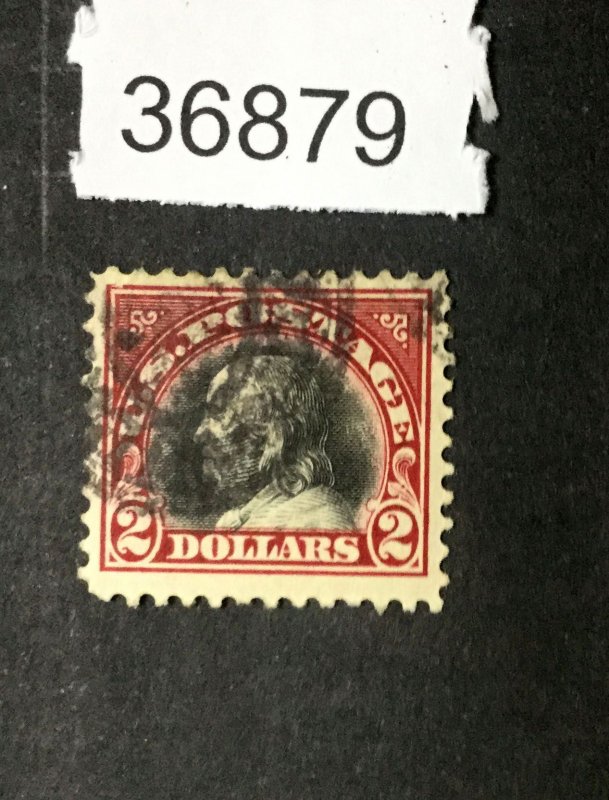 36879
U.S. POSTAGE
2 DOLLARS 2